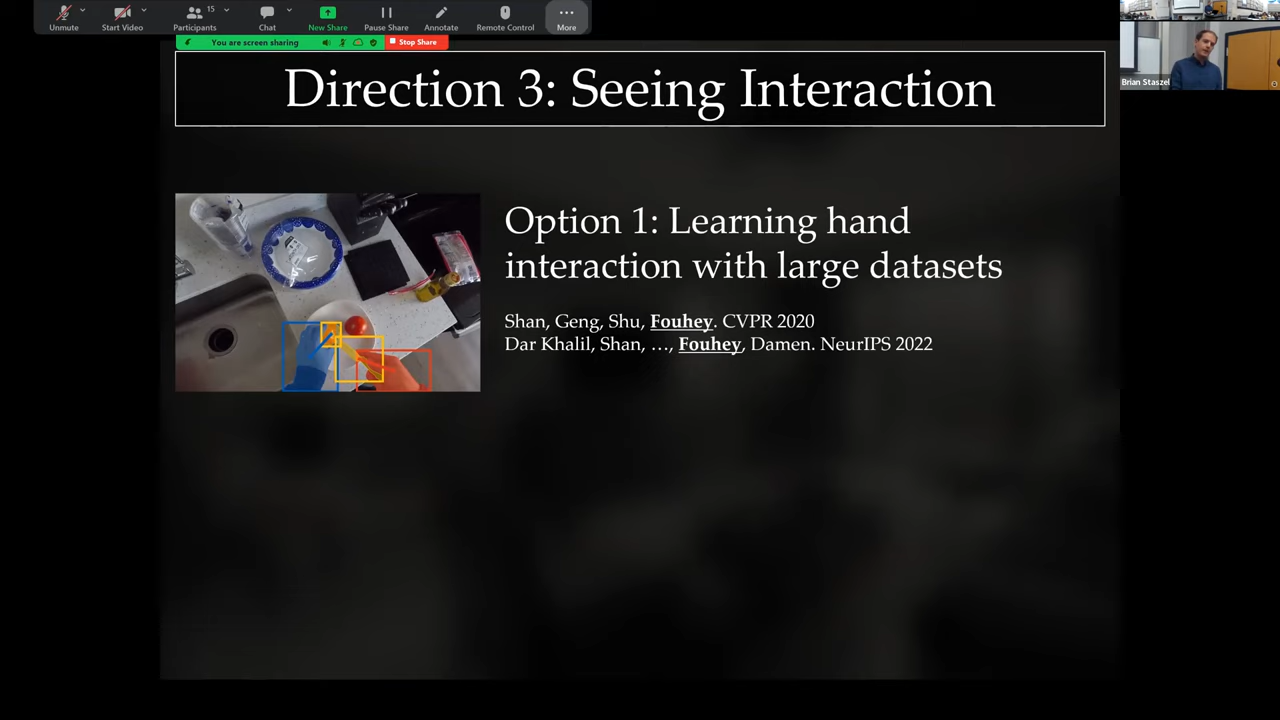 15
Unmute
Start Video
Participants
Chat
New Share
Pause Share
Annotate
Remote Control
More
You are screen sharing
Stop Share
Brian Staszel
Direction 3: Seeing Interaction
Option 1: Learning hand
interaction with large datasets
Shan, Geng, Shu, Fouhey. CVPR 2020
Dar Khalil, Shan, …, Fouhey, Damen. NeurIPS 2022